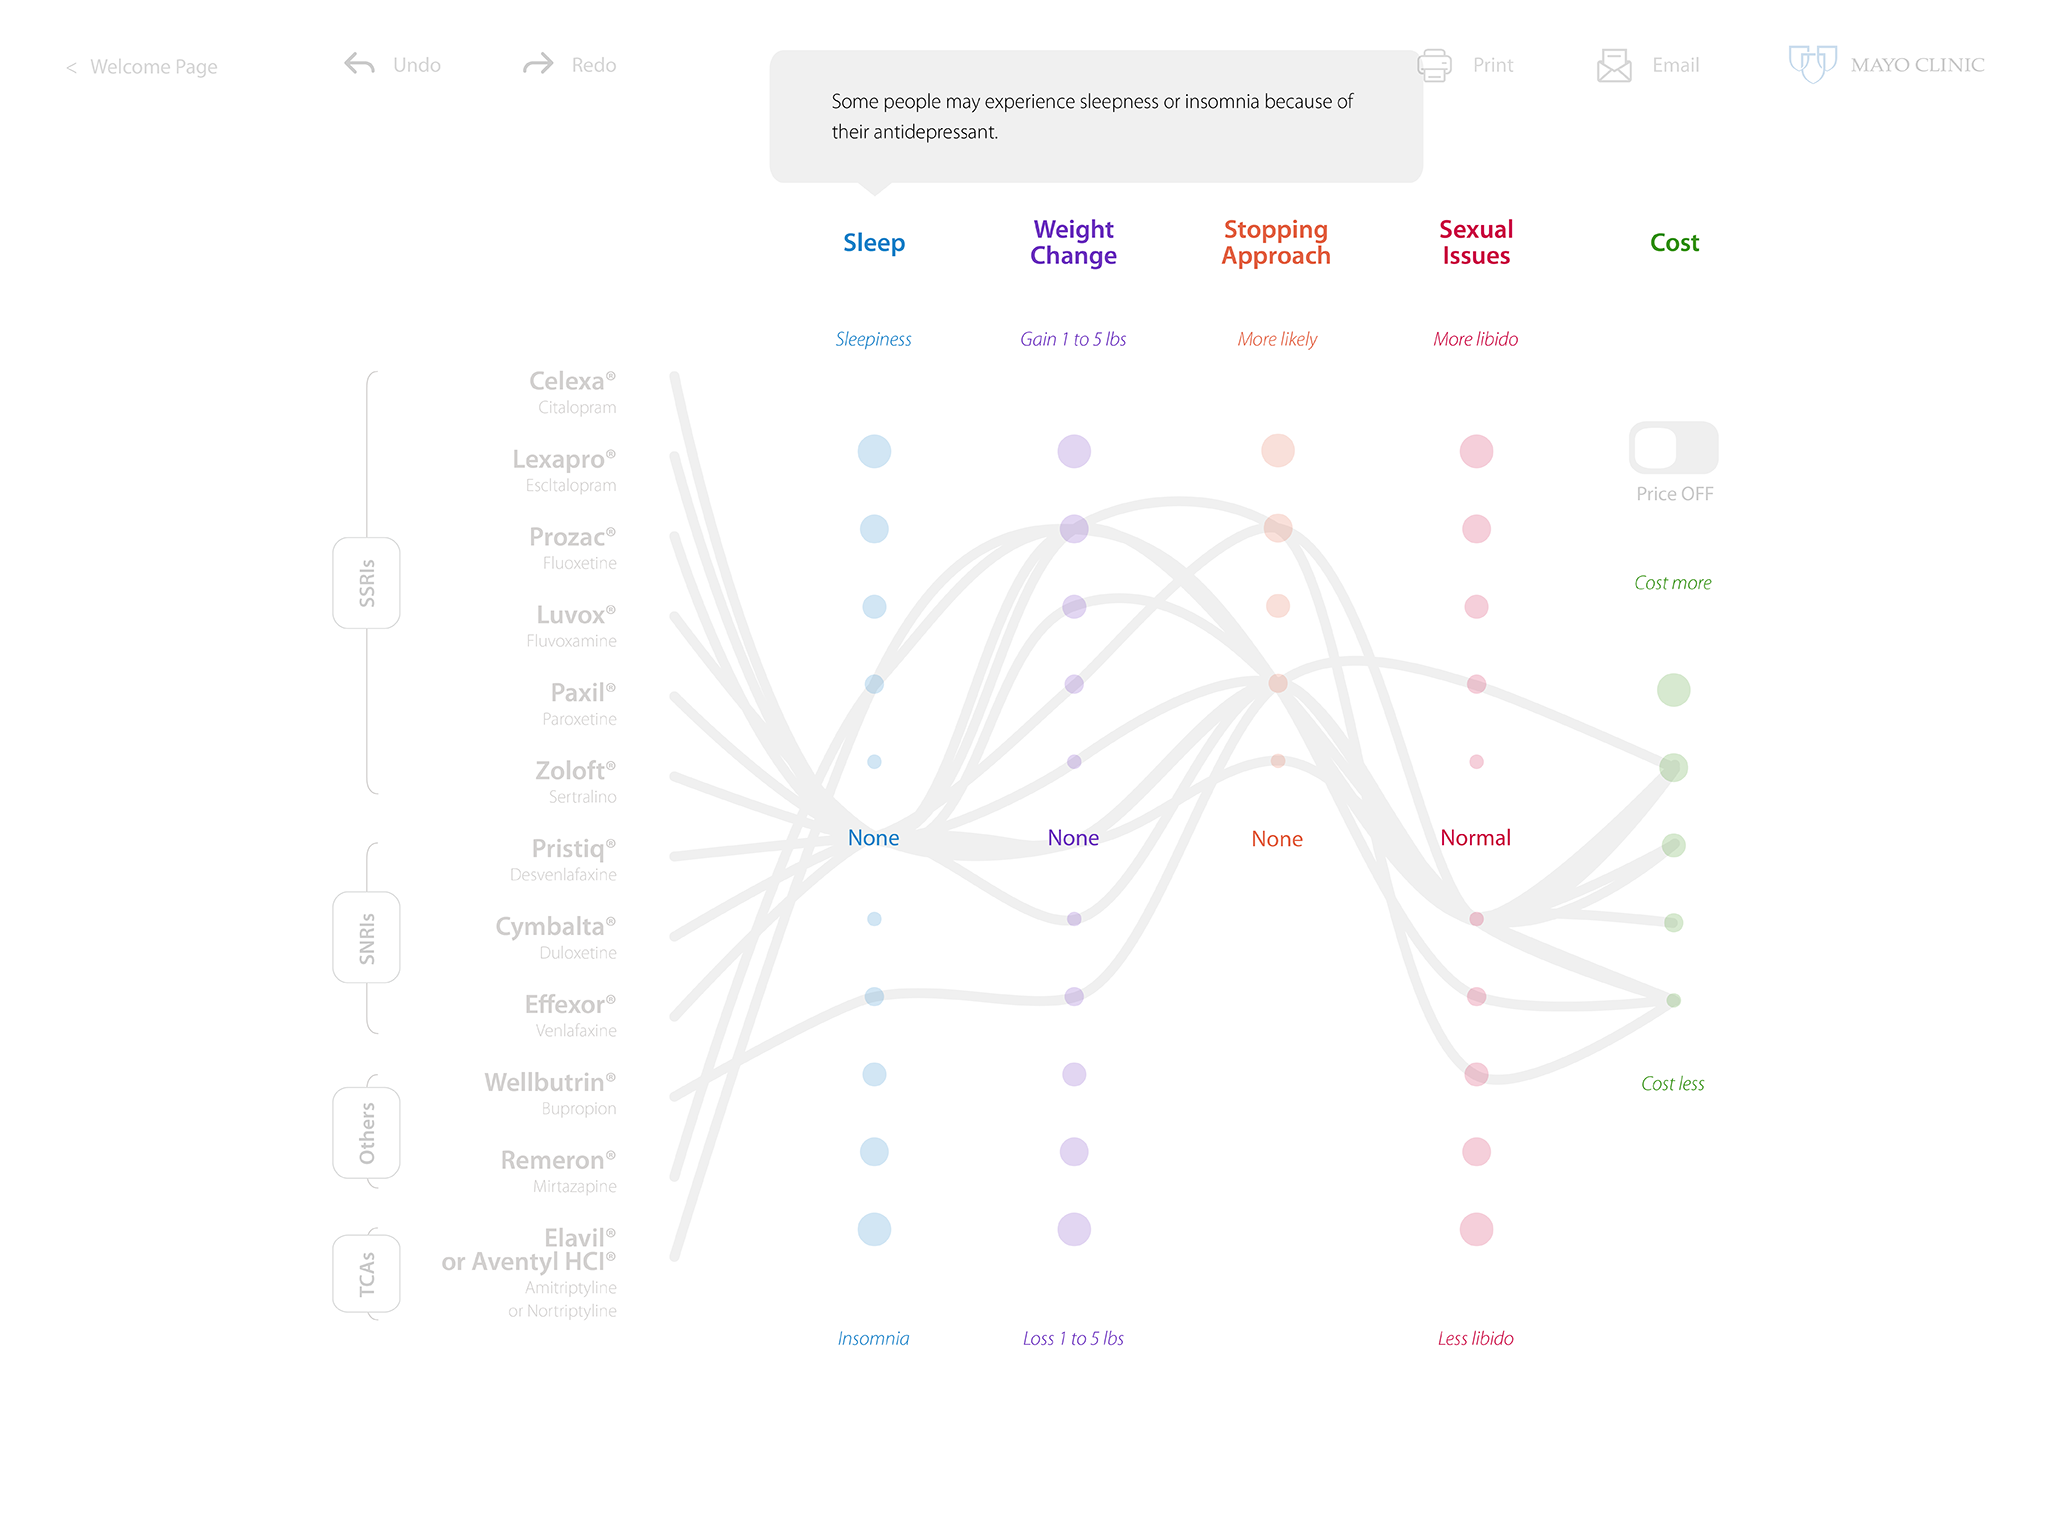 < Welcome Page
Undo
Redo
Print
Email
MAYO CLINIC
Some people may experience sleepness or insomnia because of
their antidepressant.
Sleep
Weight
Change
Stopping
Approach
Sexual
Issues
Cost
Sleepiness
Gain 1 to 5 lbs
More likely
More libido
SSRIs
Celexa®
Citalopram
Lexapro®
Escltalopram
Prozac®
Fluoxetine
Luvox®
Fluvoxamine
Paxil®
Paroxetine
Zoloft®
Sertralino
SNRIs
Pristiq®
Desvenlafaxine
Cymbalta®
Duloxetine
Effexor®
Venlafaxine
Others
Wellbutrin®
Bupropion
Remeron®
Mirtazapine
TCAs
Elavil®
or Aventyl HCl®
Amitriptyline
or Nortriptyline
Price OFF
Cost more
None
None
None
Normal
Cost less
Insomnia
Loss 1 to 5 lbs
Less libido